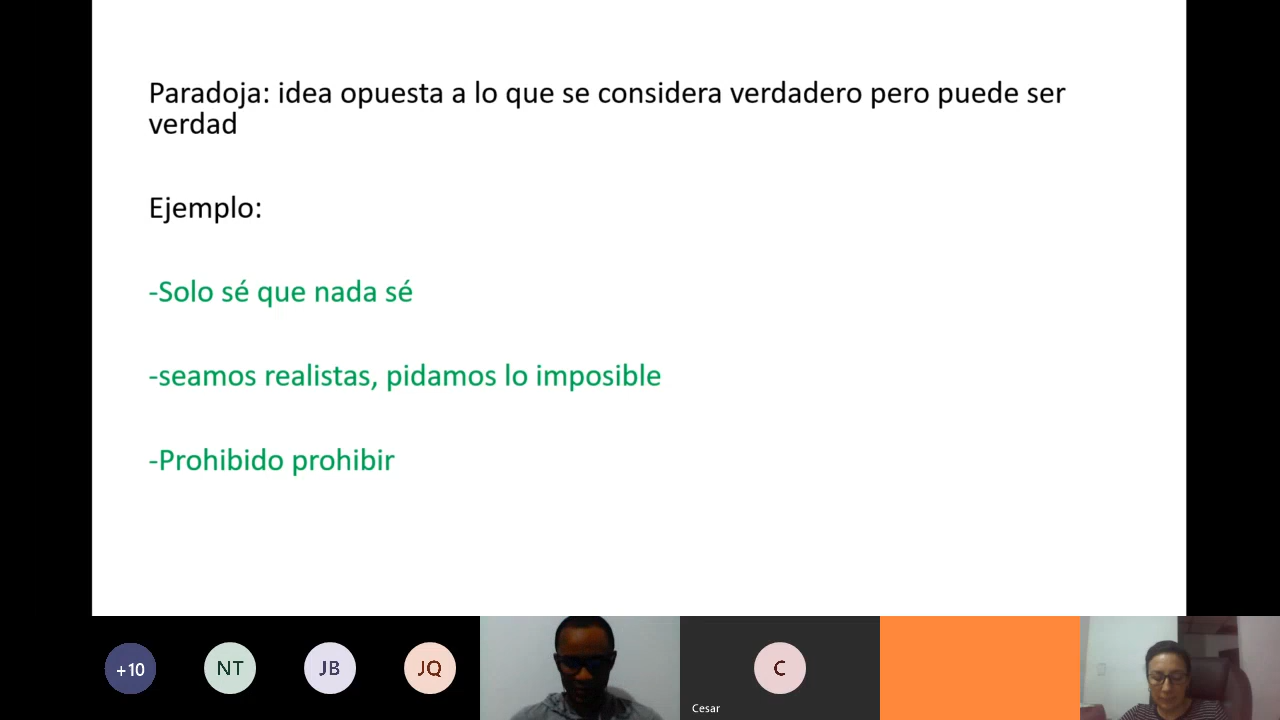 Paradoja: idea opuesta a lo que se considera verdadero pero puede ser
verdad
Ejemplo:
-Solo sé que nada sé
-seamos realistas, pidamos lo imposible
-Prohibido prohibir
+10
NT
JB
JQ
C
Cesar